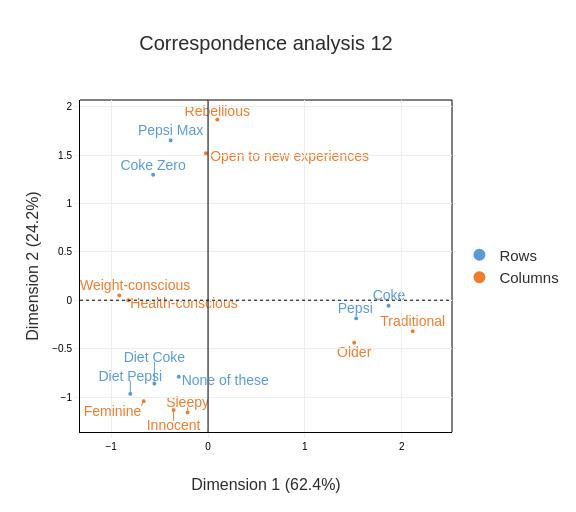 Correspondence analysis 12
2
Rebellious
Pepsi Max
1.5
Open to new experiences
Coke Zero
1
0.5
Weight-conscious
Coke
0
Health-conscious
Pepsi
Traditional
−0.5
Older
Diet Coke
Diet Pepsi
None of these
−1
Sleepy
Feminine
Innocent
−1
0
1
2
Dimension 1 (62.4%)
Dimension 2 (24.2%)
Rows
Columns